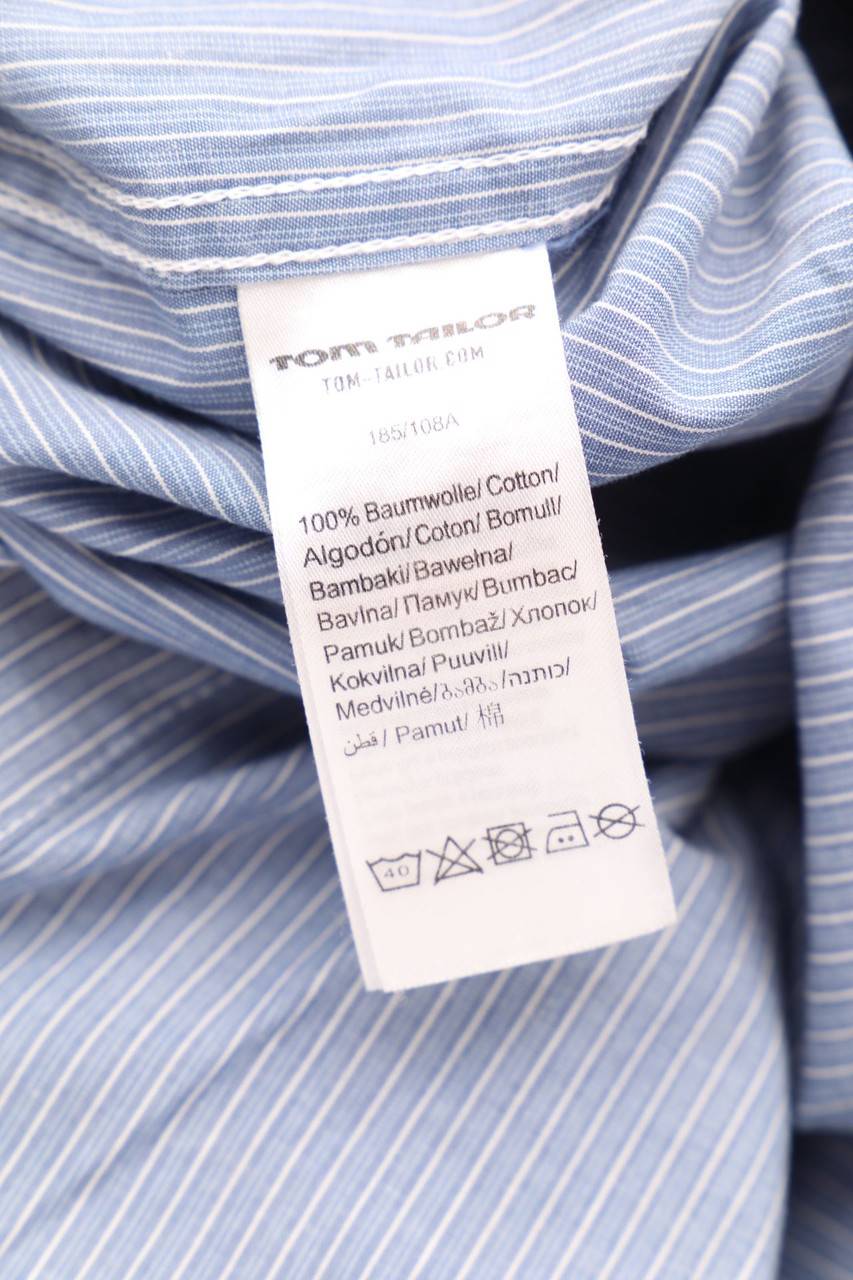 TOM TAILOR
TOM-TAILOR.COM
185/108A
100% Baumwolle/ Cotton/
Algodón/ Coton/ Bomull/
Bambaki/ Bawełna/
Bavlna/ Памук/ Bumbac/
Pamuk/ Bombaž/ Хлопок/
Kokvilna/ Puuvill/
Medvilné/ ბამბა/ כותנה/
قطن / Pamut/ 棉
40